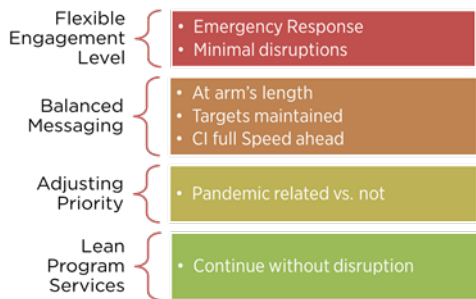 Flexible
Engagement
Level
• Emergency Response
• Minimal disruptions
Balanced
Messaging
• At arm's length
• Targets maintained
• CI full Speed ahead
Adjusting
Priority
• Pandemic related vs. not
Lean
Program
Services
• Continue without disruption